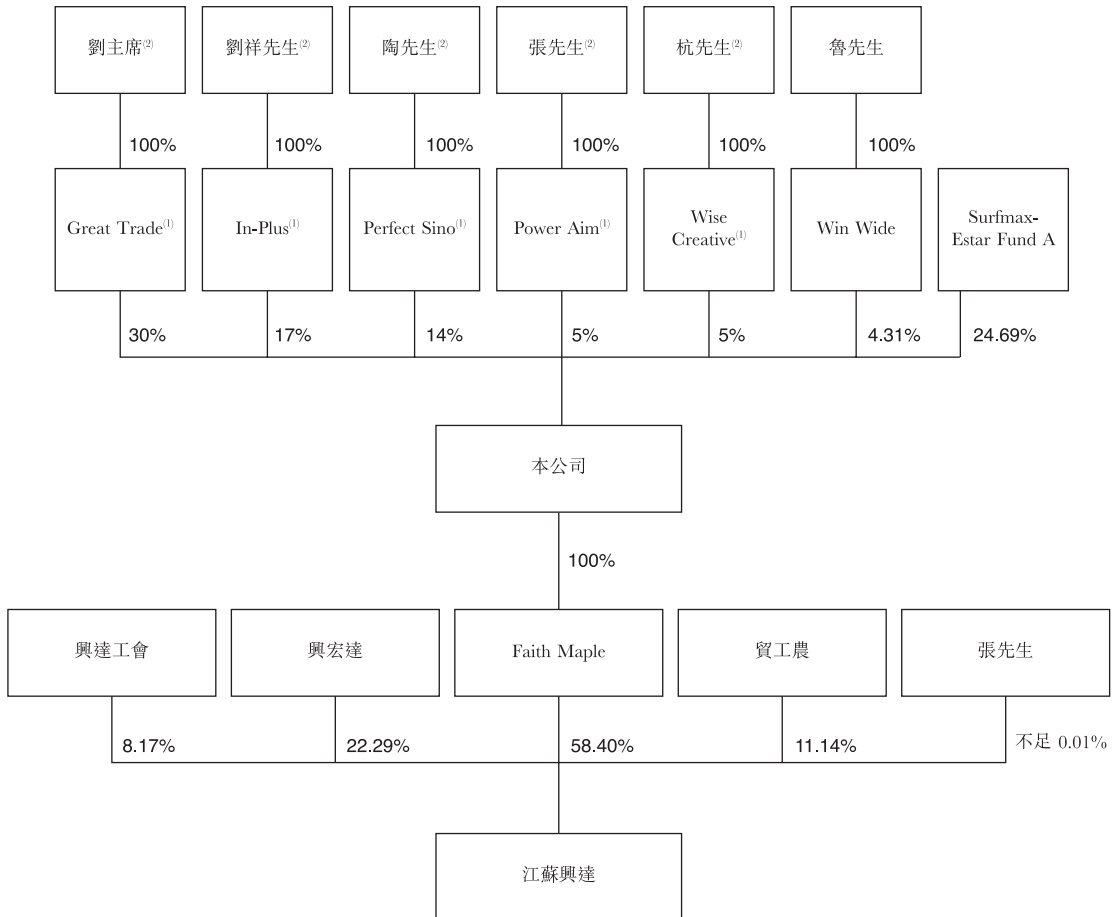 劉主席(2)
劉祥先生(2)
陶先生(2)
張先生(2)
杭先生(2)
魯先生
100%
100%
100%
100%
100%
100%
Great Trade(1)
In-Plus(1)
Perfect Sino(1)
Power Aim(1)
Wise
Creative(1)
Win Wide
Surfmax-
Estar Fund A
30%
17%
14%
5%
5%
4.31%
24.69%
本公司
100%
興達工會
興宏達
Faith Maple
貿工農
張先生
8.17%
22.29%
58.40%
11.14%
不足 0.01%
江蘇興達